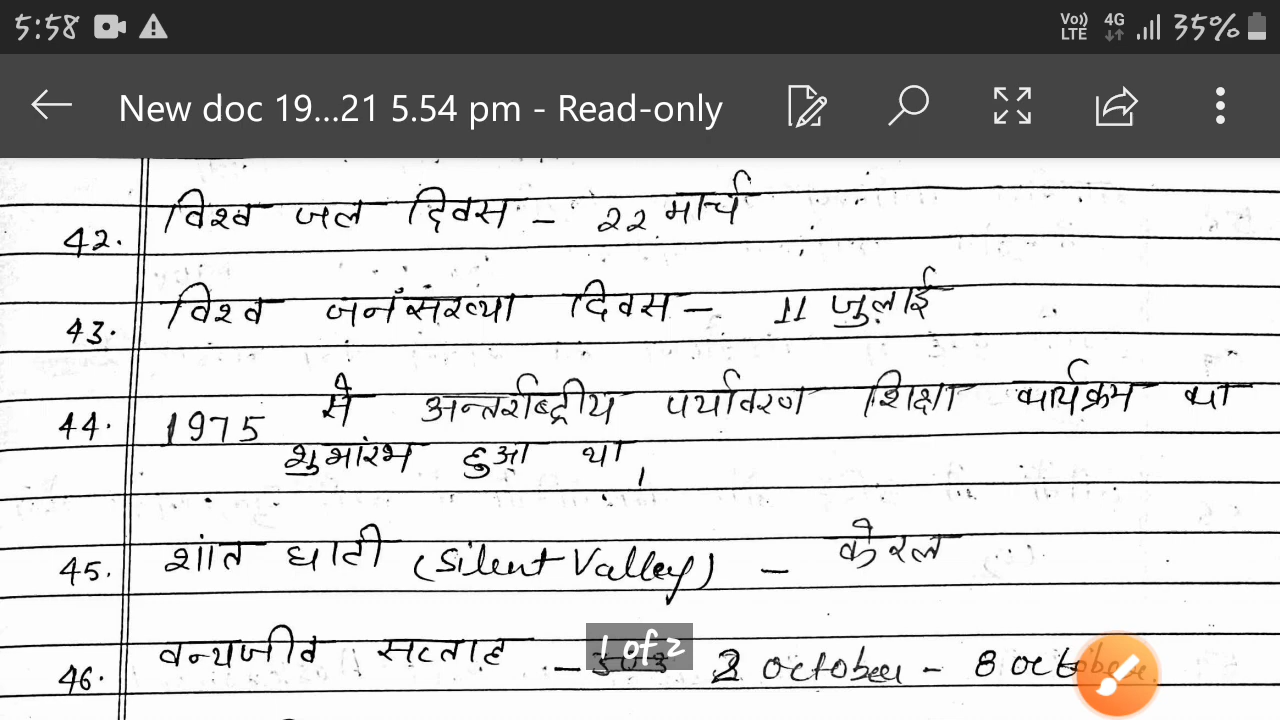 5:58 Vo)) LTE 4G 35%
New doc 19...21 5.54 pm - Read-only
42. विश्व जल दिवस - 22 मार्च
43. विश्व जनसंख्या दिवस - 11 जुलाई
44. 1975 से अन्तर्राष्ट्रीय पर्यावरण शिक्षा कार्यक्रम का
शुभारंभ हुआ था,
45. शांत घाटी (Silent Valley) - केरल
46. वन्यजीव सप्ताह - 2 october - 8 october
1 of 2